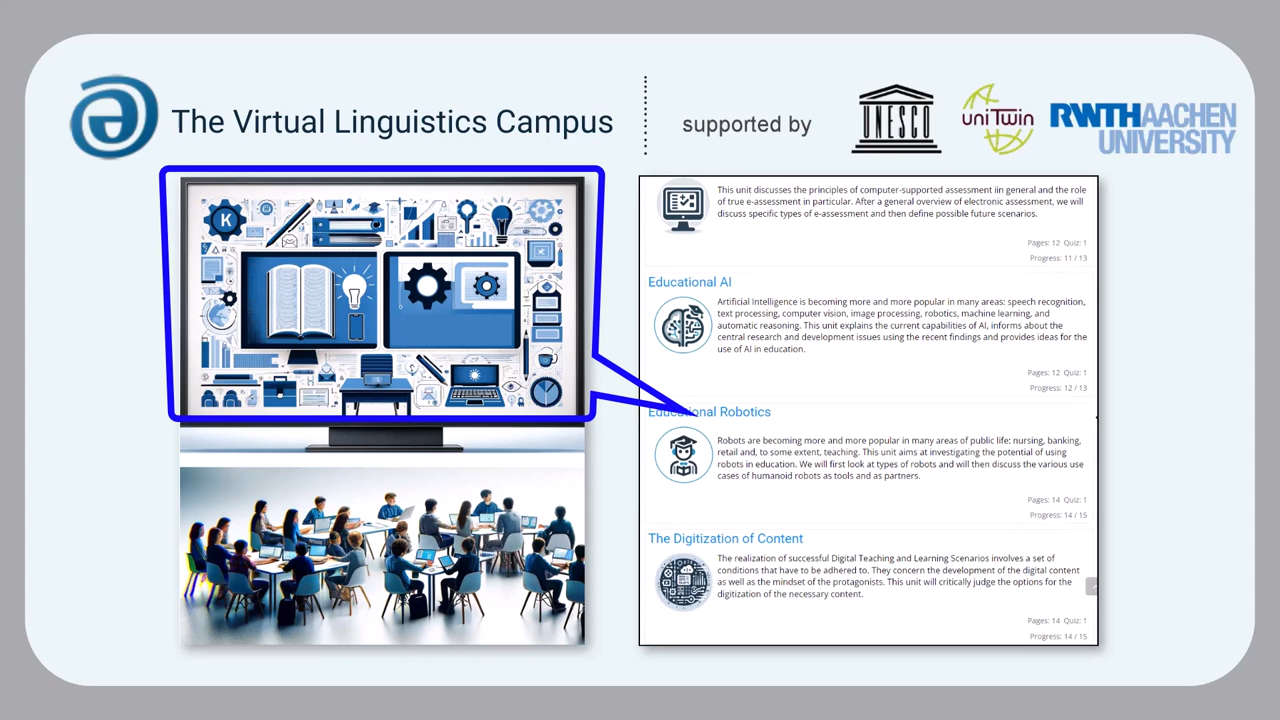 The Virtual Linguistics Campus
supported by
UNESCO
uniTwin
RWTHAACHEN
UNIVERSITY
K
This unit discusses the principles of computer-supported assessment iin general and the role
of true e-assessment in particular. After a general overview of electronic assessment, we will
discuss specific types of e-assessment and then define possible future scenarios.
Pages: 12 Quiz: 1
Progress: 11 / 13
Educational AI
Artificial Intelligence is becoming more and more popular in many areas: speech recognition,
text processing, computer vision, image processing, robotics, machine learning, and
automatic reasoning. This unit explains the current capabilities of AI, informs about the
central research and development issues using the recent findings and provides ideas for the
use of AI in education.
Pages: 12 Quiz: 1
Progress: 12 / 13
Educational Robotics
Robots are becoming more and more popular in many areas of public life: nursing, banking,
retail and, to some extent, teaching. This unit aims at investigating the potential of using
robots in education. We will first look at types of robots and will then discuss the various use
cases of humanoid robots as tools and as partners.
Pages: 14 Quiz: 1
Progress: 14 / 15
The Digitization of Content
The realization of successful Digital Teaching and Learning Scenarios involves a set of
conditions that have to be adhered to. They concern the development of the digital content
as well as the mindset of the protagonists. This unit will critically judge the options for the
digitization of the necessary content.
Pages: 14 Quiz: 1
Progress: 14 / 15